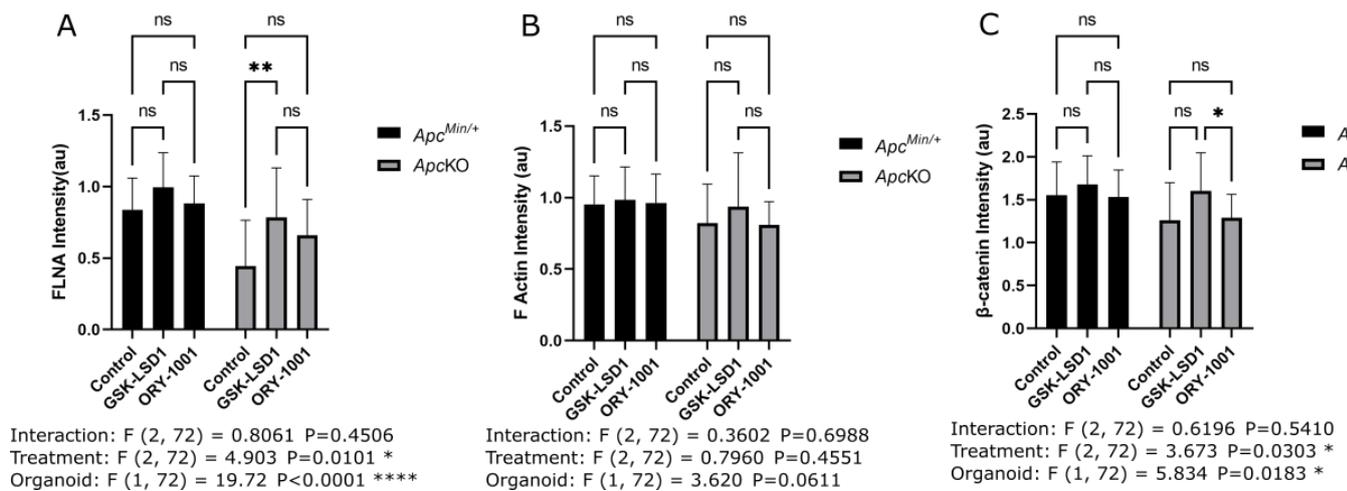 A
ns
ns
**
ns
ns
ns
FLNA Intensity(au)
1.5
1.0
0.5
0.0
Control
GSK-LSD1
ORY-1001
Control
GSK-LSD1
ORY-1001
Apc^Min/+
ApcKO
Interaction: F (2, 72) = 0.8061 P=0.4506
Treatment: F (2, 72) = 4.903 P=0.0101 *
Organoid: F (1, 72) = 19.72 P<0.0001 ****
B
ns
ns
ns
ns
ns
ns
F Actin Intensity (au)
1.5
1.0
0.5
0.0
Control
GSK-LSD1
ORY-1001
Control
GSK-LSD1
ORY-1001
Apc^Min/+
ApcKO
Interaction: F (2, 72) = 0.3602 P=0.6988
Treatment: F (2, 72) = 0.7960 P=0.4551
Organoid: F (1, 72) = 3.620 P=0.0611
C
ns
ns
ns
ns
ns
*
β-catenin Intensity (au)
2.5
2.0
1.5
1.0
0.5
0.0
Control
GSK-LSD1
ORY-1001
Control
GSK-LSD1
ORY-1001
A
A
Interaction: F (2, 72) = 0.6196 P=0.5410
Treatment: F (2, 72) = 3.673 P=0.0303 *
Organoid: F (1, 72) = 5.834 P=0.0183 *